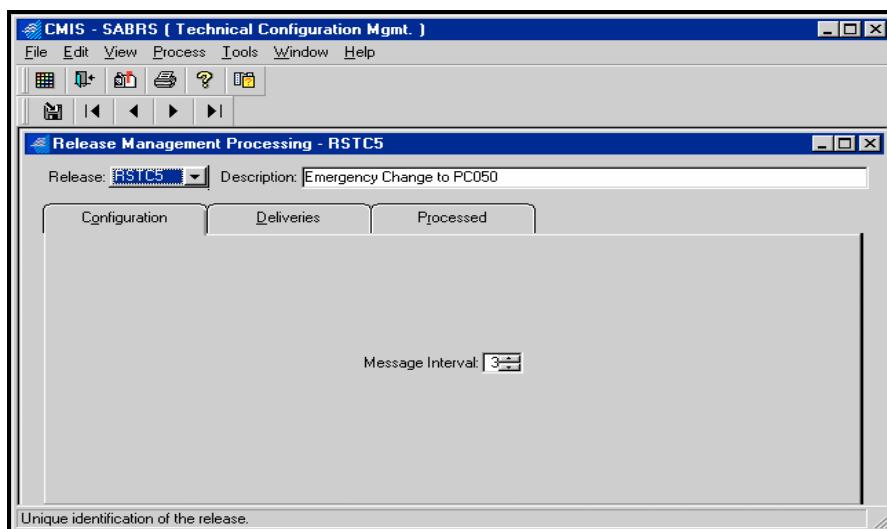 CMIS - SABRS ( Technical Configuration Mgmt. )
File Edit View Process Tools Window Help
Release Management Processing - RSTC5
Release: RSTC5 Description: Emergency Change to PC050
Configuration Deliveries Processed
Message Interval: 3
Unique identification of the release.